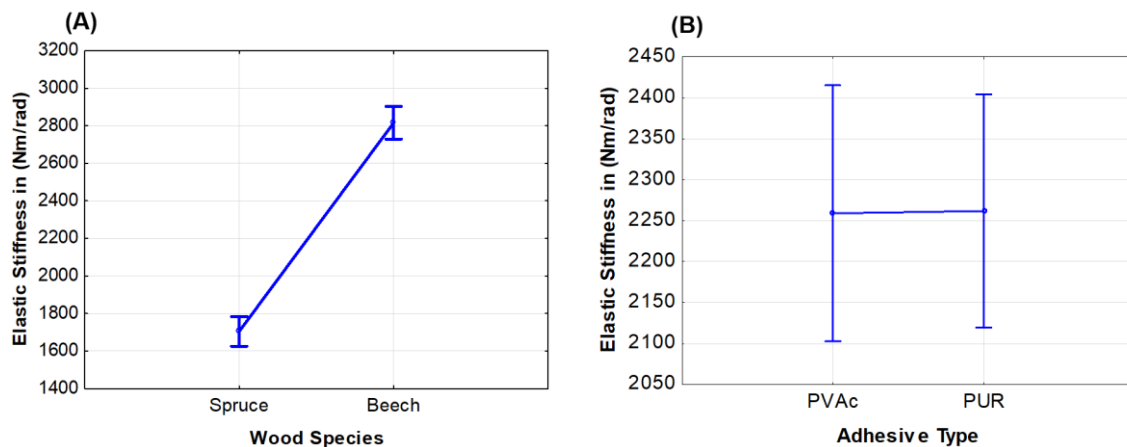 (A)
Elastic Stiffness in (Nm/rad)
3200
3000
2800
2600
2400
2200
2000
1800
1600
1400
Spruce Beech
Wood Species
(B)
Elastic Stiffness in (Nm/rad)
2450
2400
2350
2300
2250
2200
2150
2100
2050
PVAc PUR
Adhesive Type